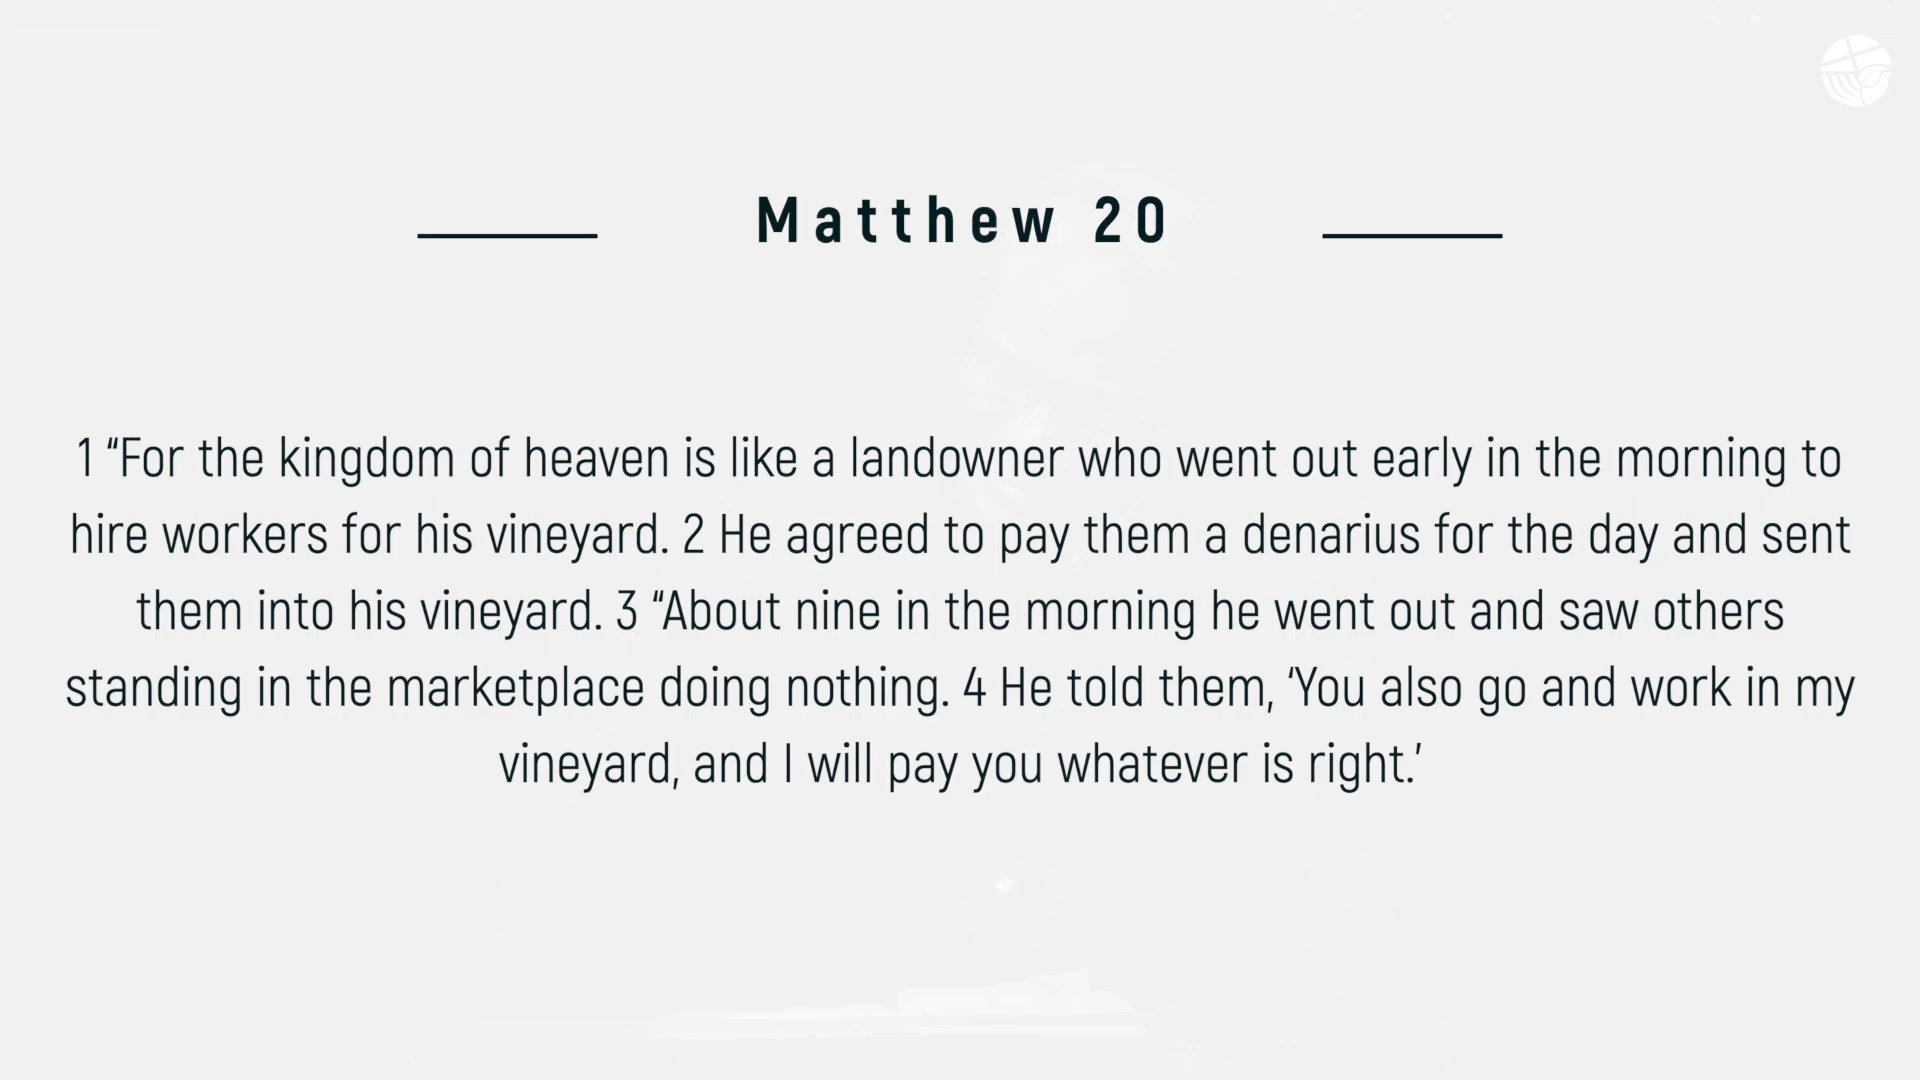 Matthew 20
1 “For the kingdom of heaven is like a landowner who went out early in the morning to
hire workers for his vineyard. 2 He agreed to pay them a denarius for the day and sent
them into his vineyard. 3 “About nine in the morning he went out and saw others
standing in the marketplace doing nothing. 4 He told them, ‘You also go and work in my
vineyard, and I will pay you whatever is right.’